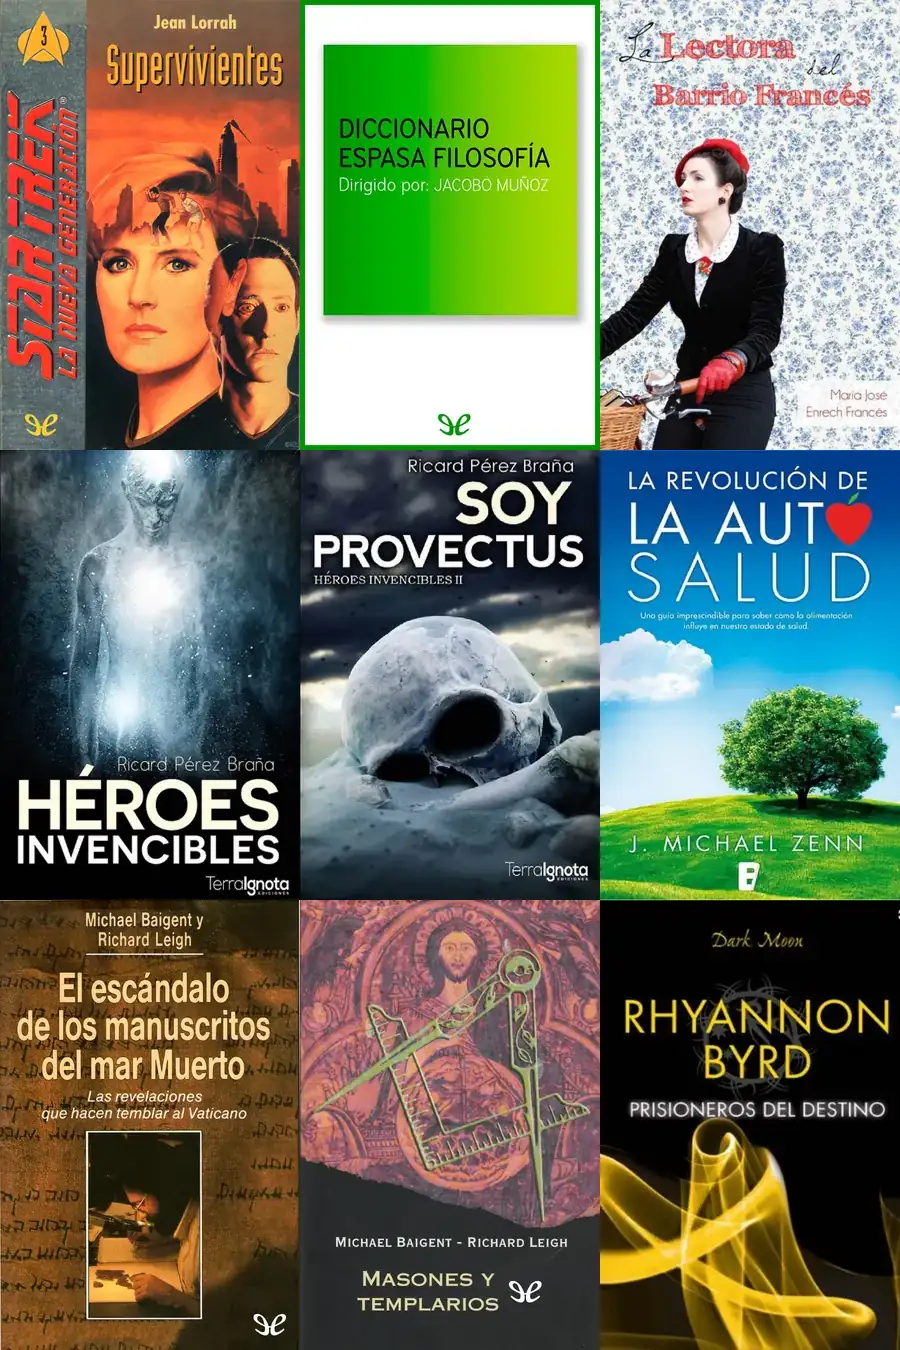 3
STAR TREK
LA NUEVA GENERACIÓN
Jean Lorrah
Supervivientes
DICCIONARIO
ESPASA FILOSOFÍA
Dirigido por: JACOBO MUÑOZ
La Lectora
del
Barrio Francés
María José
Enrech Francés
Ricard Pérez Braña
HÉROES
INVENCIBLES
TerraIgnota
EDICIONES
Ricard Pérez Braña
SOY
PROVECTUS
HÉROES INVENCIBLES II
TerraIgnota
EDICIONES
LA REVOLUCIÓN DE
LA AUTO
SALUD
Una guía imprescindible para saber como la alimentación
influye en nuestro estado de salud.
J. MICHAEL ZENN
B
Michael Baigent y
Richard Leigh
El escándalo
de los manuscritos
del mar Muerto
Las revelaciones
que hacen temblar al Vaticano
MICHAEL BAIGENT - RICHARD LEIGH
MASONES Y
TEMPLARIOS
Dark Moon
RHYANNON
BYRD
PRISIONEROS DEL DESTINO